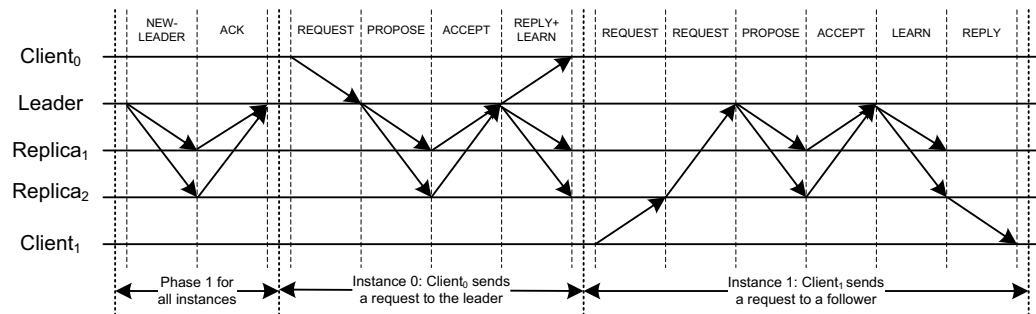 NEW-
LEADER
ACK
REQUEST
PROPOSE
ACCEPT
REPLY+
LEARN
REQUEST
REQUEST
PROPOSE
ACCEPT
LEARN
REPLY
Client0
Leader
Replica1
Replica2
Client1
Phase 1 for
all instances
Instance 0: Client0 sends
a request to the leader
Instance 1: Client1 sends
a request to a follower